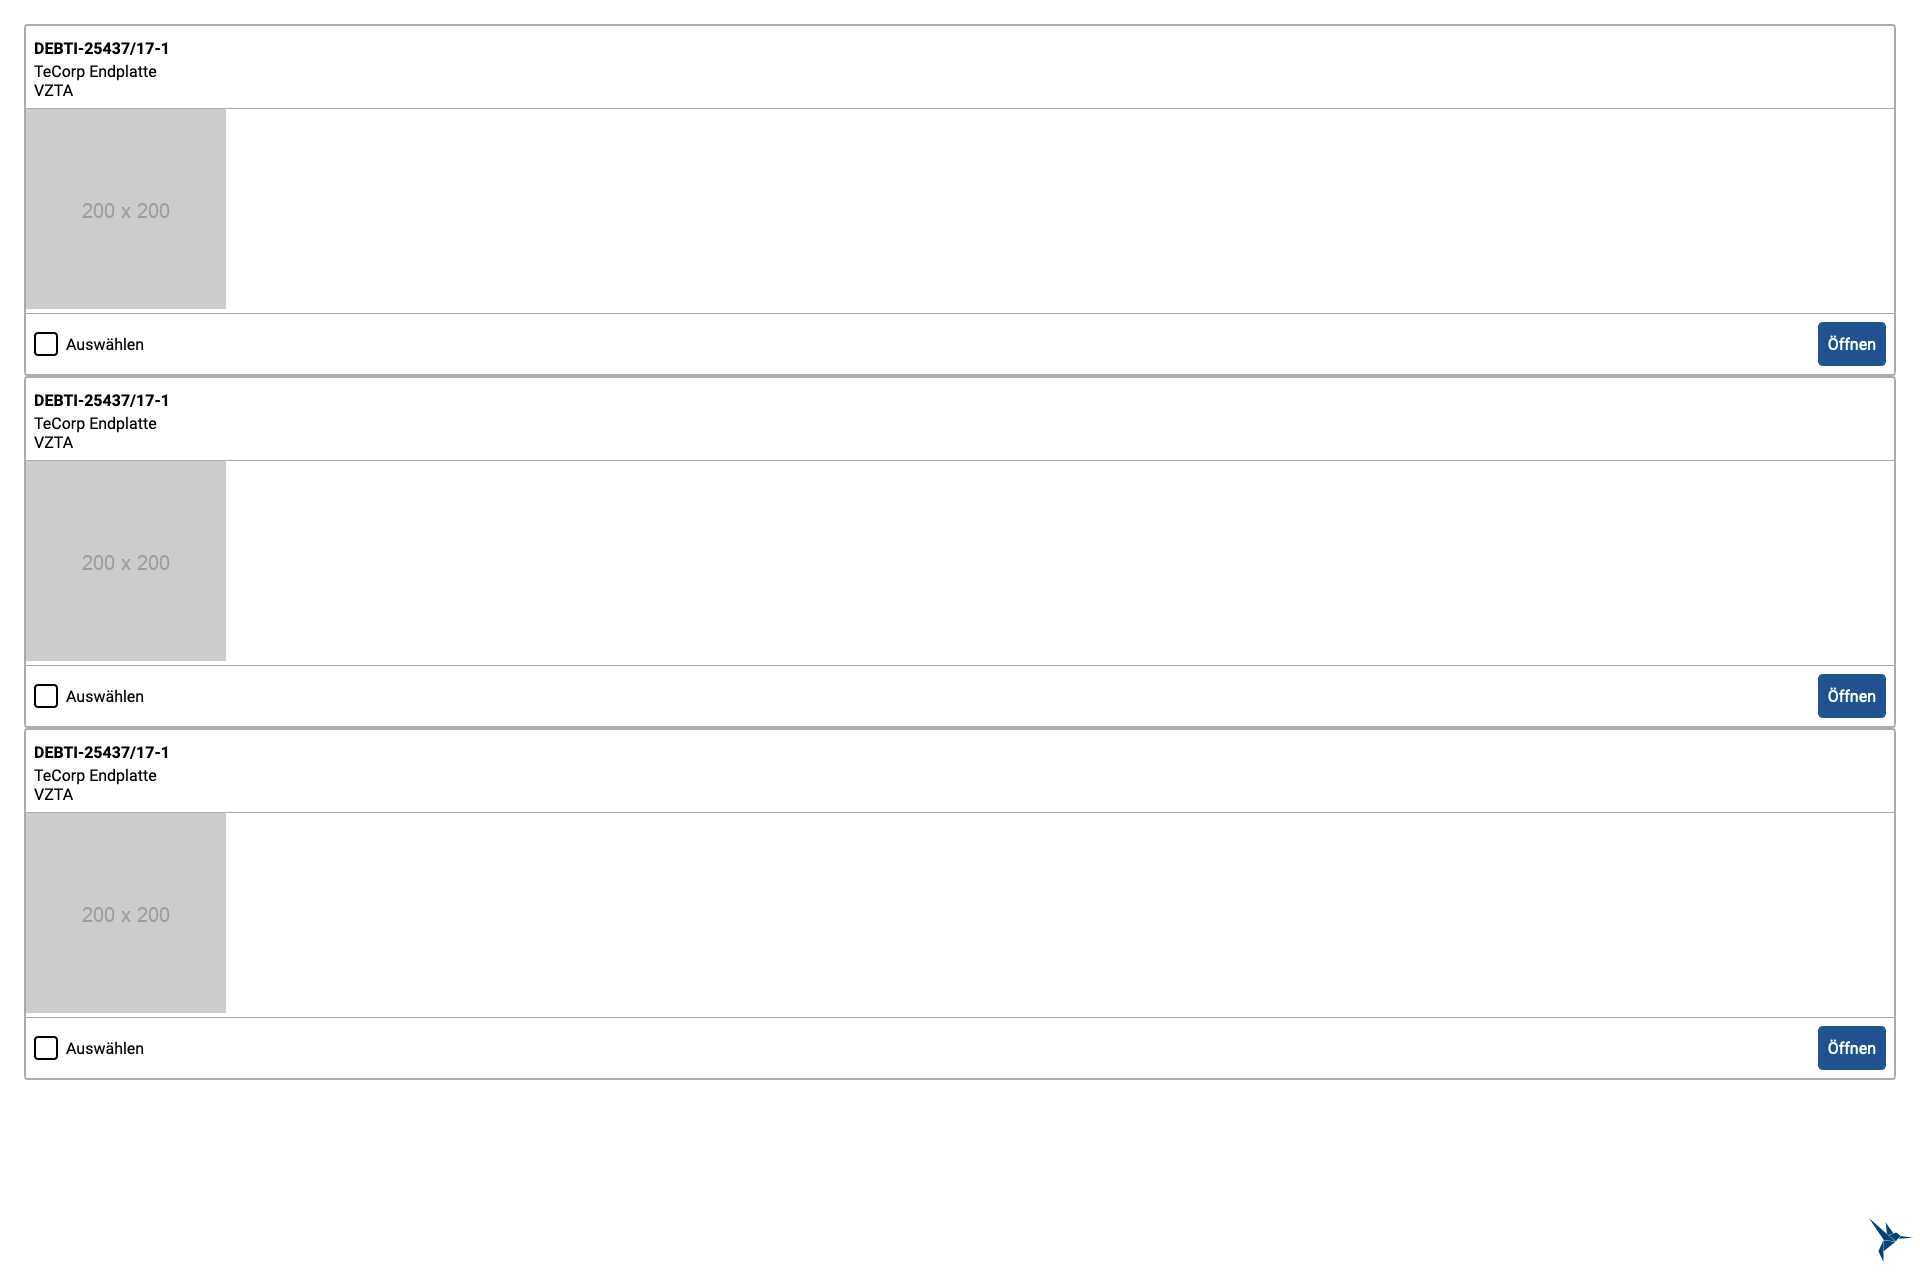 DEBTI-25437/17-1
TeCorp Endplatte
VZTA
200 x 200
Auswählen
Öffnen
DEBTI-25437/17-1
TeCorp Endplatte
VZTA
200 x 200
Auswählen
Öffnen
DEBTI-25437/17-1
TeCorp Endplatte
VZTA
200 x 200
Auswählen
Öffnen